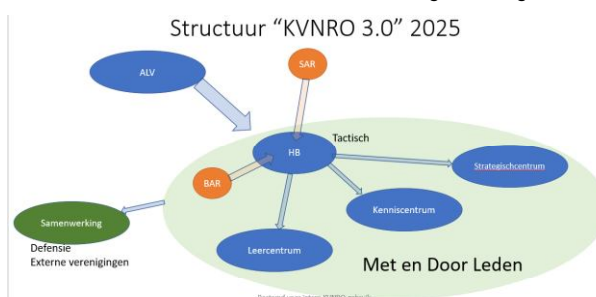 Structuur “KVNRO 3.0” 2025
ALV
SAR
Tactisch
HB
Strategischcentrum
BAR
Kenniscentrum
Samenwerking
Defensie
Externe verenigingen
Leercentrum
Met en Door Leden